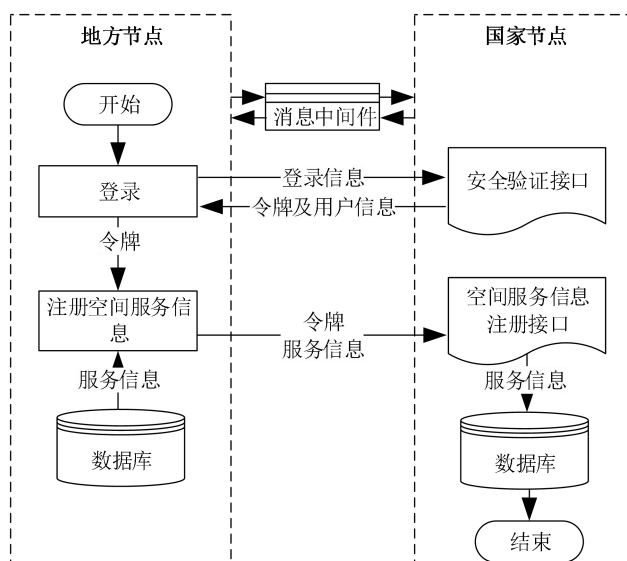 地方节点
国家节点
开始
消息中间件
登录
登录信息
令牌及用户信息
安全验证接口
令牌
注册空间服务信
息
令牌
服务信息
空间服务信息
注册接口
服务信息
服务信息
数据库
数据库
结束